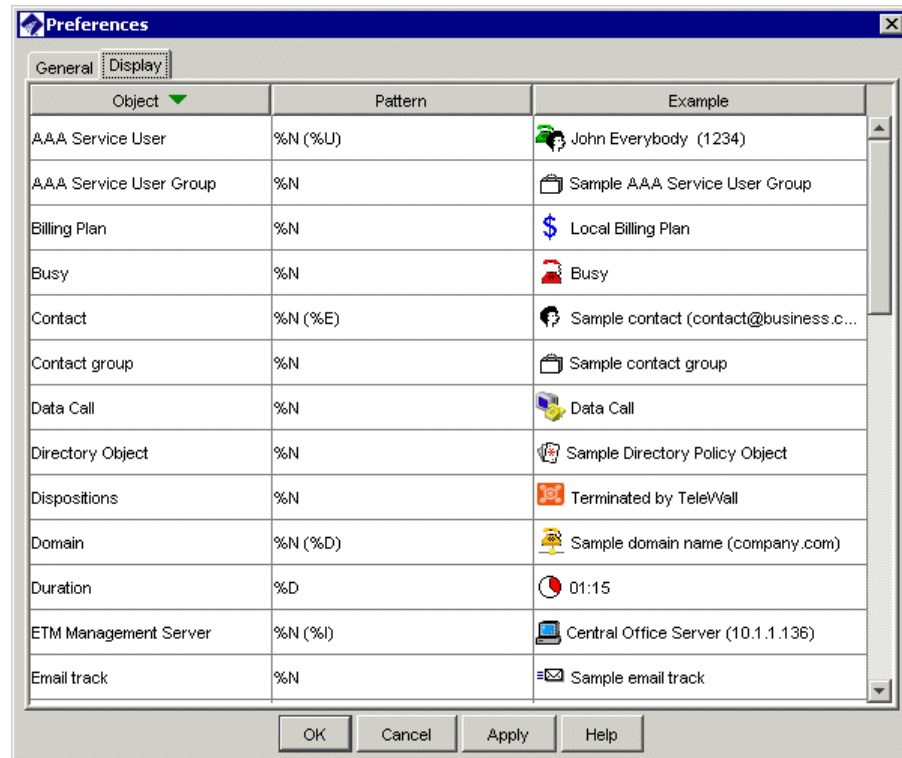 Preferences
General Display
Object Pattern Example
AAA Service User %N (%U) John Everybody (1234)
AAA Service User Group %N Sample AAA Service User Group
Billing Plan %N $ Local Billing Plan
Busy %N Busy
Contact %N (%E) Sample contact (contact@business.c...
Contact group %N Sample contact group
Data Call %N Data Call
Directory Object %N Sample Directory Policy Object
Dispositions %N Terminated by TeleWall
Domain %N (%D) Sample domain name (company.com)
Duration %D 01:15
ETM Management Server %N (%I) Central Office Server (10.1.1.136)
Email track %N Sample email track
OK Cancel Apply Help